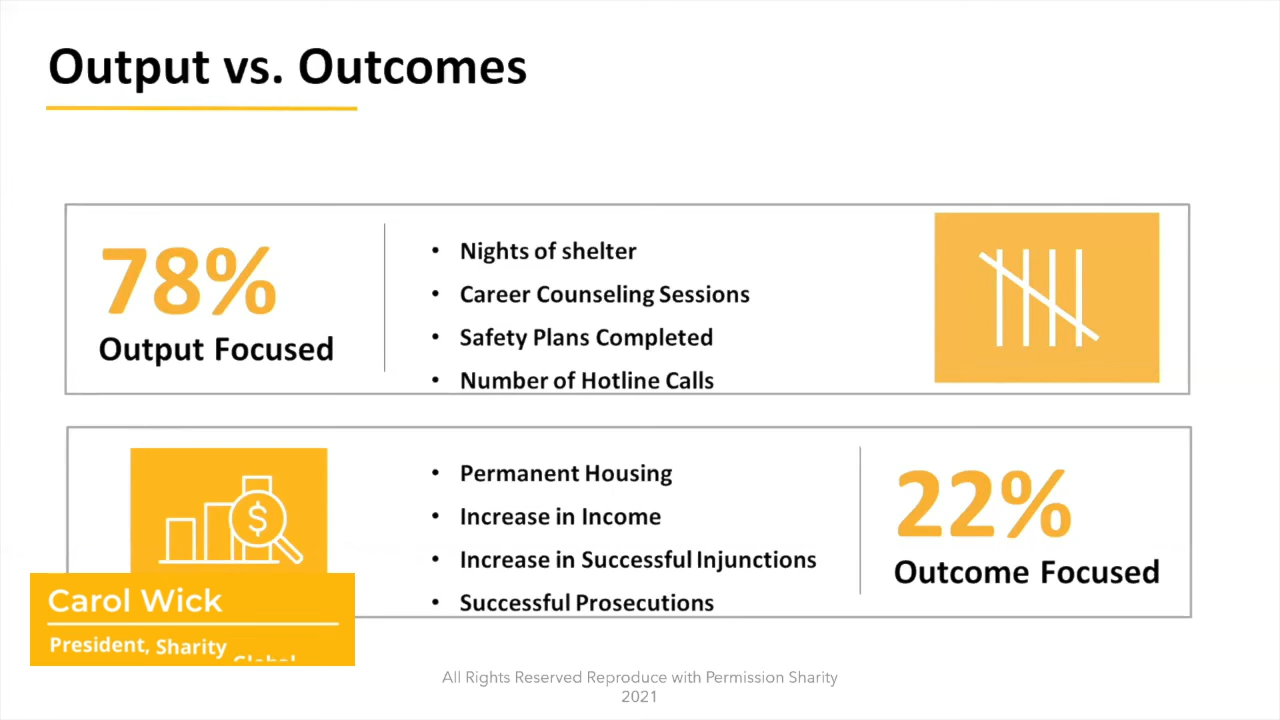 Output vs. Outcomes
78%
Output Focused
• Nights of shelter
• Career Counseling Sessions
• Safety Plans Completed
• Number of Hotline Calls
• Permanent Housing
• Increase in Income
• Increase in Successful Injunctions
• Successful Prosecutions
$
22%
Outcome Focused
Carol Wick
President, Sharity
All Rights Reserved Reproduce with Permission Sharity
2021